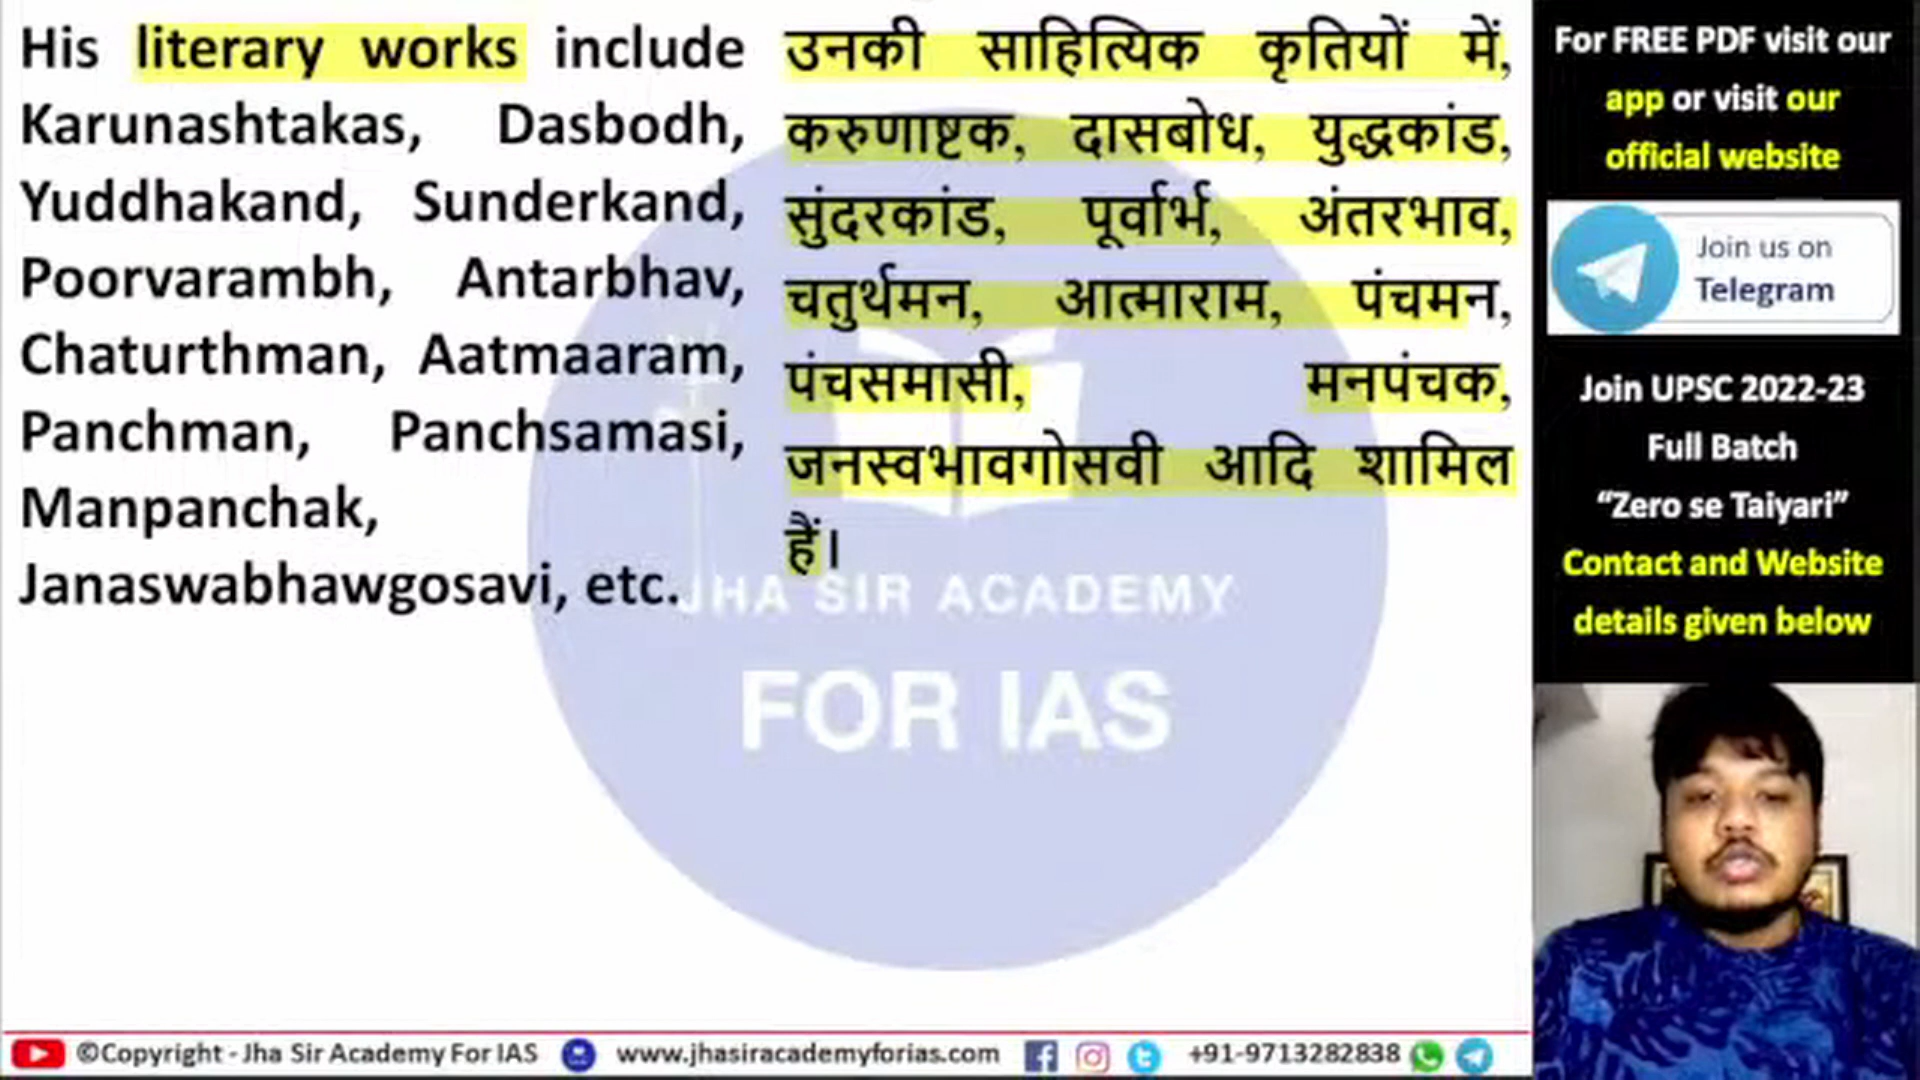 His literary works include
Karunashtakas, Dasbodh,
Yuddhakand, Sunderkand,
Poorvarambh, Antarbhav,
Chaturthman, Aatmaaram,
Panchman, Panchsamasi,
Manpanchak,
Janaswabhawgosavi, etc.
उनकी साहित्यिक कृतियों में,
करुणाष्टक, दासबोध, युद्धकांड,
सुंदरकांड, पूर्वार्भ, अंतरभाव,
चतुर्थमन, आत्माराम, पंचमन,
पंचसमासी, मनपंचक,
जनस्वभावगोसवी आदि शामिल
हैं।
JHA SIR ACADEMY
FOR IAS
For FREE PDF visit our
app or visit our
official website
Join us on
Telegram
Join UPSC 2022-23
Full Batch
“Zero se Taiyari”
Contact and Website
details given below
©Copyright - Jha Sir Academy For IAS www.jhasiracademyforias.com +91-9713282838